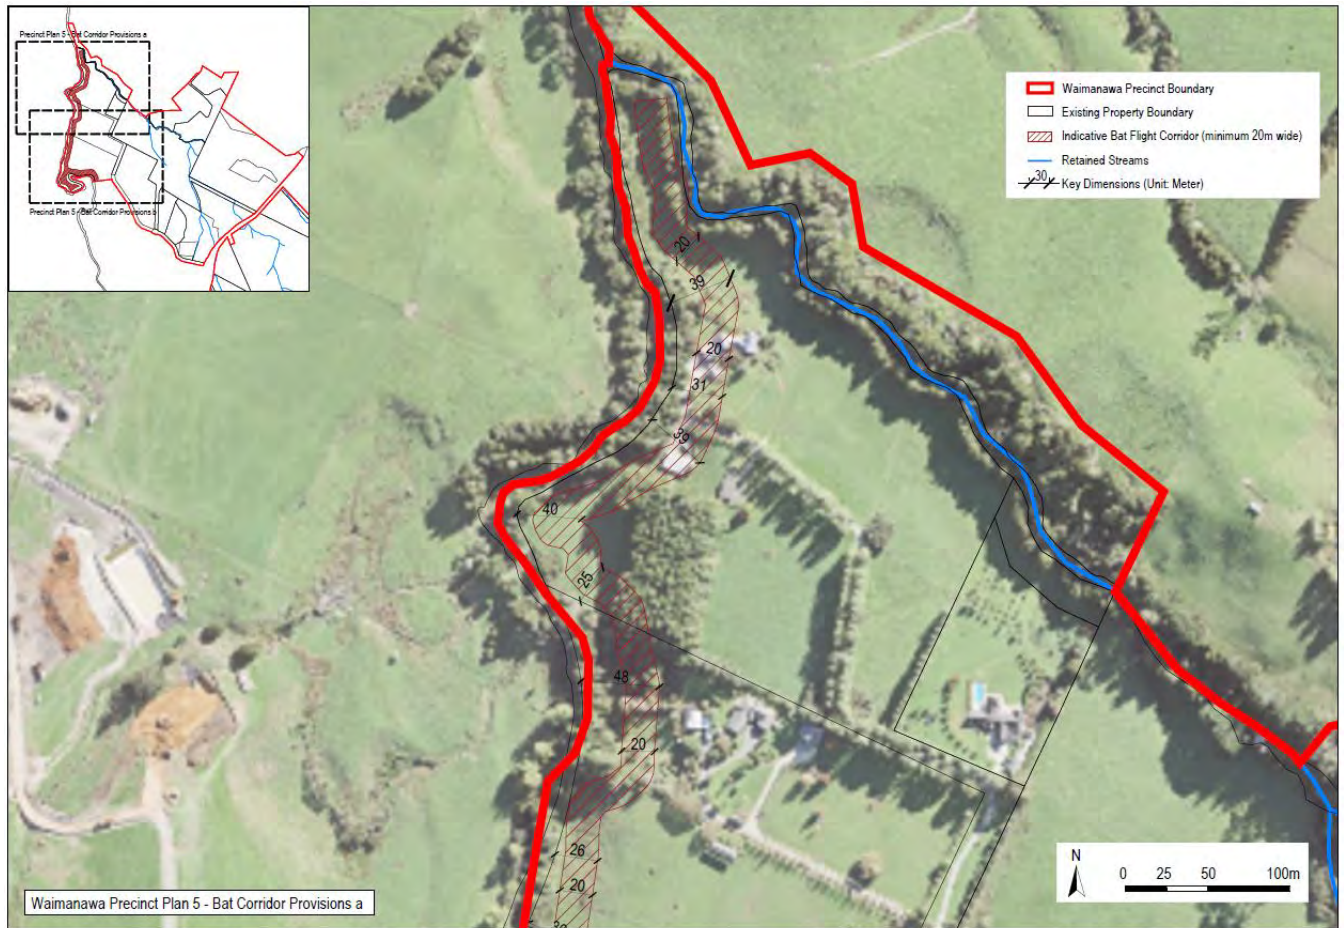 Precinct Plan 5 - Bat Corridor Provisions a
Precinct Plan 5 - Bat Corridor Provisions b
Waimanawa Precinct Boundary
Existing Property Boundary
Indicative Bat Flight Corridor (minimum 20m wide)
Retained Streams
30
Key Dimensions (Unit: Meter)
20
39
20
31
39
40
25
48
20
26
20
N
0 25 50 100m
Waimanawa Precinct Plan 5 - Bat Corridor Provisions a